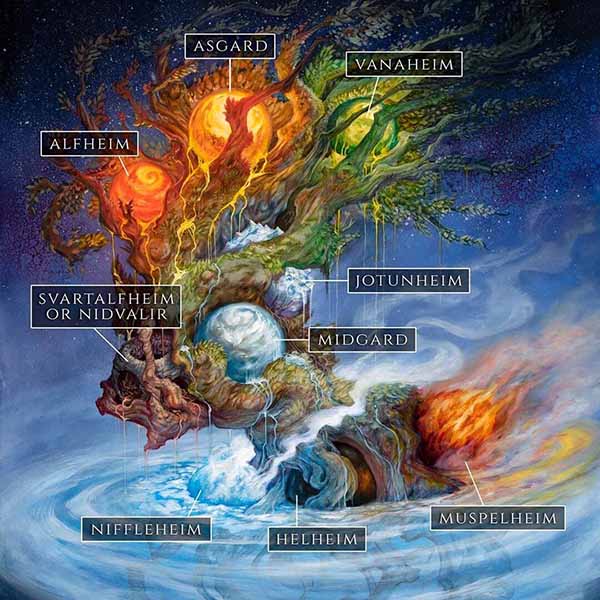 ASGARD
VANAHEIM
ALFHEIM
JOTUNHEIM
SVARTALFHEIM
OR NIDVALIR
MIDGARD
MUSPELHEIM
NIFFLEHEIM
HELHEIM